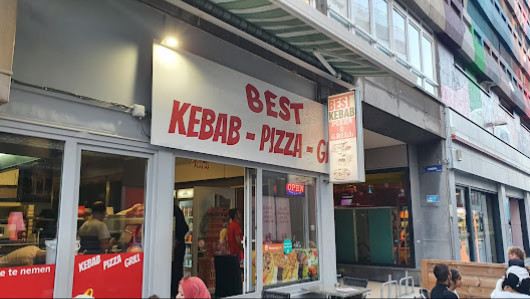 BEST
KEBAB - PIZZA - G
BEST
KEBAB
OPEN
e te nemen
KEBAB PIZZA GRILL